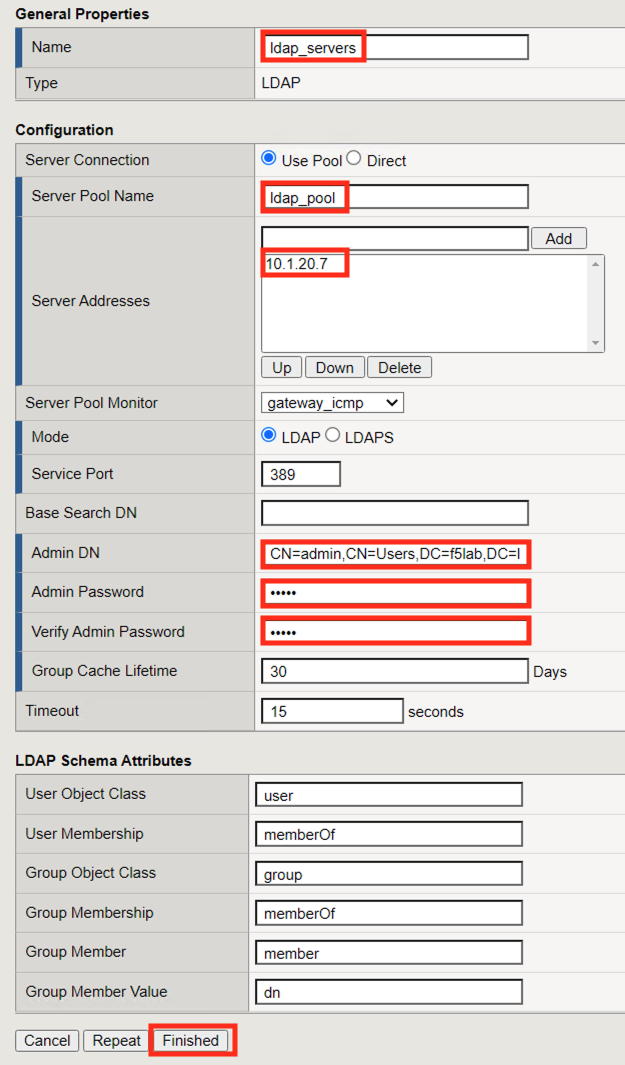 General Properties
Name ldap_servers
Type LDAP
Configuration
Server Connection Use Pool Direct
Server Pool Name ldap_pool
Add
10.1.20.7
Server Addresses
Up Down Delete
Server Pool Monitor gateway_icmp
Mode LDAP LDAPS
Service Port 389
Base Search DN
Admin DN CN=admin,CN=Users,DC=f5lab,DC=l
Admin Password •••••
Verify Admin Password •••••
Group Cache Lifetime 30 Days
Timeout 15 seconds
LDAP Schema Attributes
User Object Class user
User Membership memberOf
Group Object Class group
Group Membership memberOf
Group Member member
Group Member Value dn
Cancel Repeat Finished